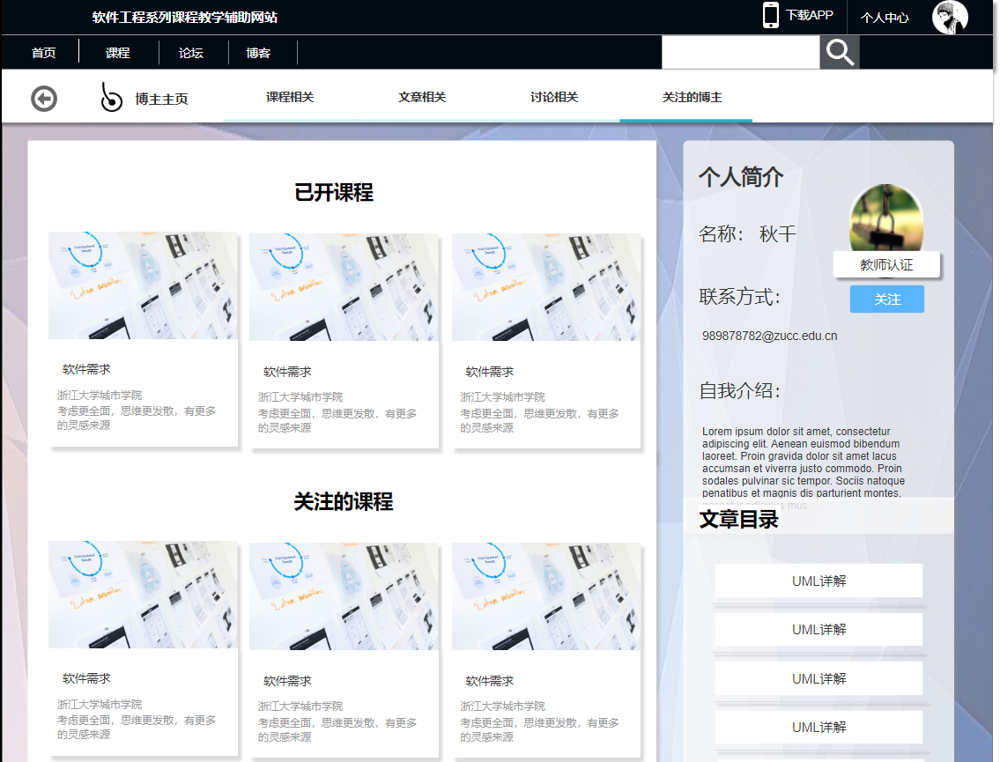 软件工程系列课程教学辅助网站
下载APP
个人中心
首页
课程
论坛
博客
博主主页
课程相关
文章相关
讨论相关
关注的博主
已开课程
软件需求
浙江大学城市学院
考虑更全面，思维更发散，有更多
的灵感来源
软件需求
浙江大学城市学院
考虑更全面，思维更发散，有更多
的灵感来源
软件需求
浙江大学城市学院
考虑更全面，思维更发散，有更多
的灵感来源
关注的课程
软件需求
浙江大学城市学院
考虑更全面，思维更发散，有更多
的灵感来源
软件需求
浙江大学城市学院
考虑更全面，思维更发散，有更多
的灵感来源
软件需求
浙江大学城市学院
考虑更全面，思维更发散，有更多
的灵感来源
个人简介
名称： 秋千
教师认证
关注
联系方式：
989878782@zucc.edu.cn
自我介绍：
Lorem ipsum dolor sit amet, consectetur
adipiscing elit. Aenean euismod bibendum
laoreet. Proin gravida dolor sit amet lacus
accumsan et viverra justo commodo. Proin
sodales pulvinar sic tempor. Sociis natoque
penatibus et magnis dis parturient montes,
mus.
文章目录
UML详解
UML详解
UML详解
UML详解